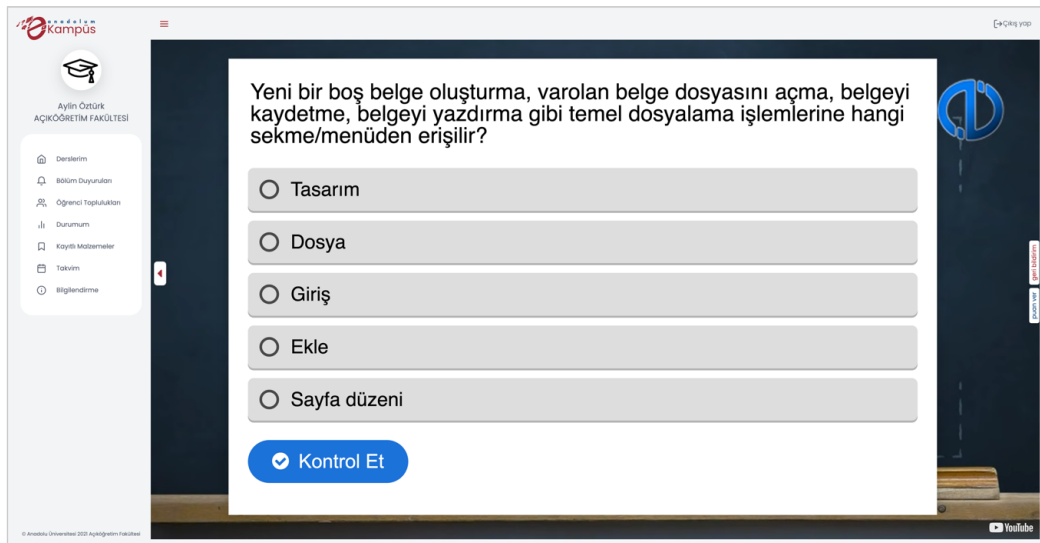 anadolum
eKampüs
Çıkış yap
Aylin Öztürk
AÇIKÖĞRETİM FAKÜLTESİ
Derslerim
Bölüm Duyuruları
Öğrenci Toplulukları
Durumum
Kayıtlı Malzemeler
Takvim
Bilgilendirme
© Anadolu Üniversitesi 2021 Açıköğretim Fakültesi
Yeni bir boş belge oluşturma, varolan belge dosyasını açma, belgeyi
kaydetme, belgeyi yazdırma gibi temel dosyalama işlemlerine hangi
sekme/menüden erişilir?
Tasarım
Dosya
Giriş
Ekle
Sayfa düzeni
Kontrol Et
geri bildirim
puan ver
YouTube